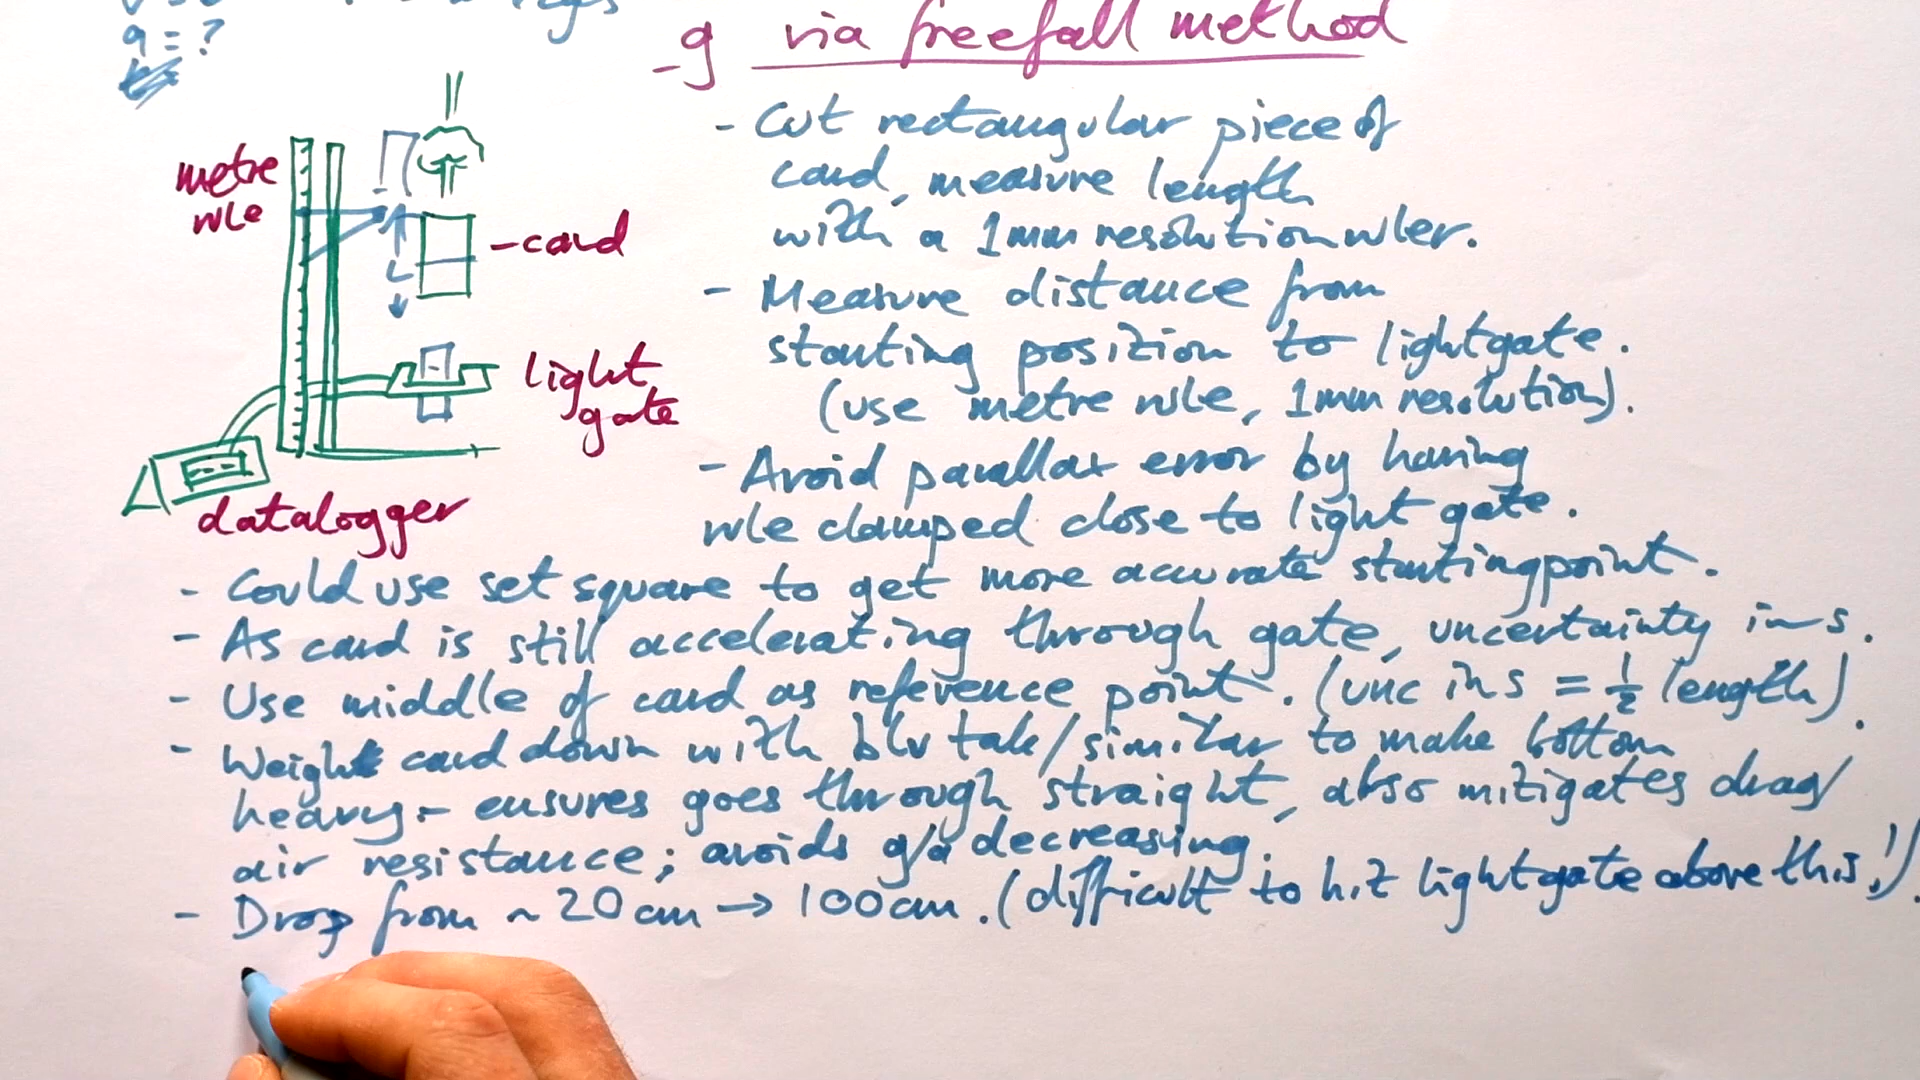 a = ?
g via freefall method
- Cut rectangular piece of
card, measure length
with a 1mm resolution ruler.
- Measure distance from
starting position to lightgate.
(use metre rule, 1mm resolution).
- Avoid parallax error by having
rule clamped close to light gate.
metre
rule
L
- card
light
gate
datalogger
- Could use set square to get more accurate starting point.
- As card is still accelerating through gate, uncertainty in s.
- Use middle of card as reference point. (unc in s = 1/2 length).
- Weight card down with blu tak/similar to make bottom
heavy - ensures goes through straight, also mitigates drag/
air resistance; avoids g/a decreasing.
- Drop from ~ 20cm → 100cm. (difficult to hit lightgate above this!).